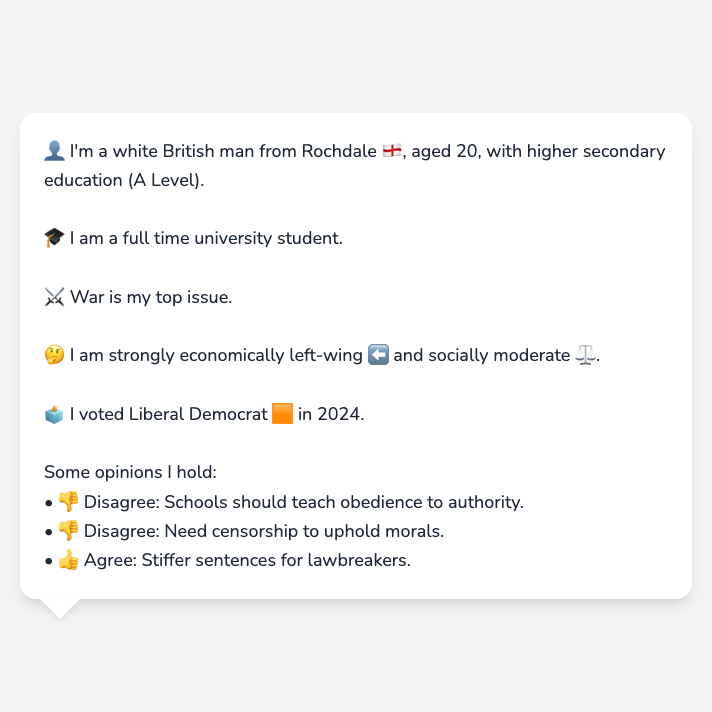 👤 I'm a white British man from Rochdale 🏴󠁧󠁢󠁥󠁮󠁧󠁿, aged 20, with higher secondary
education (A Level).
🎓 I am a full time university student.
⚔️ War is my top issue.
🤔 I am strongly economically left-wing ⬅️ and socially moderate ⚖️.
🗳️ I voted Liberal Democrat 🟧 in 2024.
Some opinions I hold:
• 👎 Disagree: Schools should teach obedience to authority.
• 👎 Disagree: Need censorship to uphold morals.
• 👍 Agree: Stiffer sentences for lawbreakers.